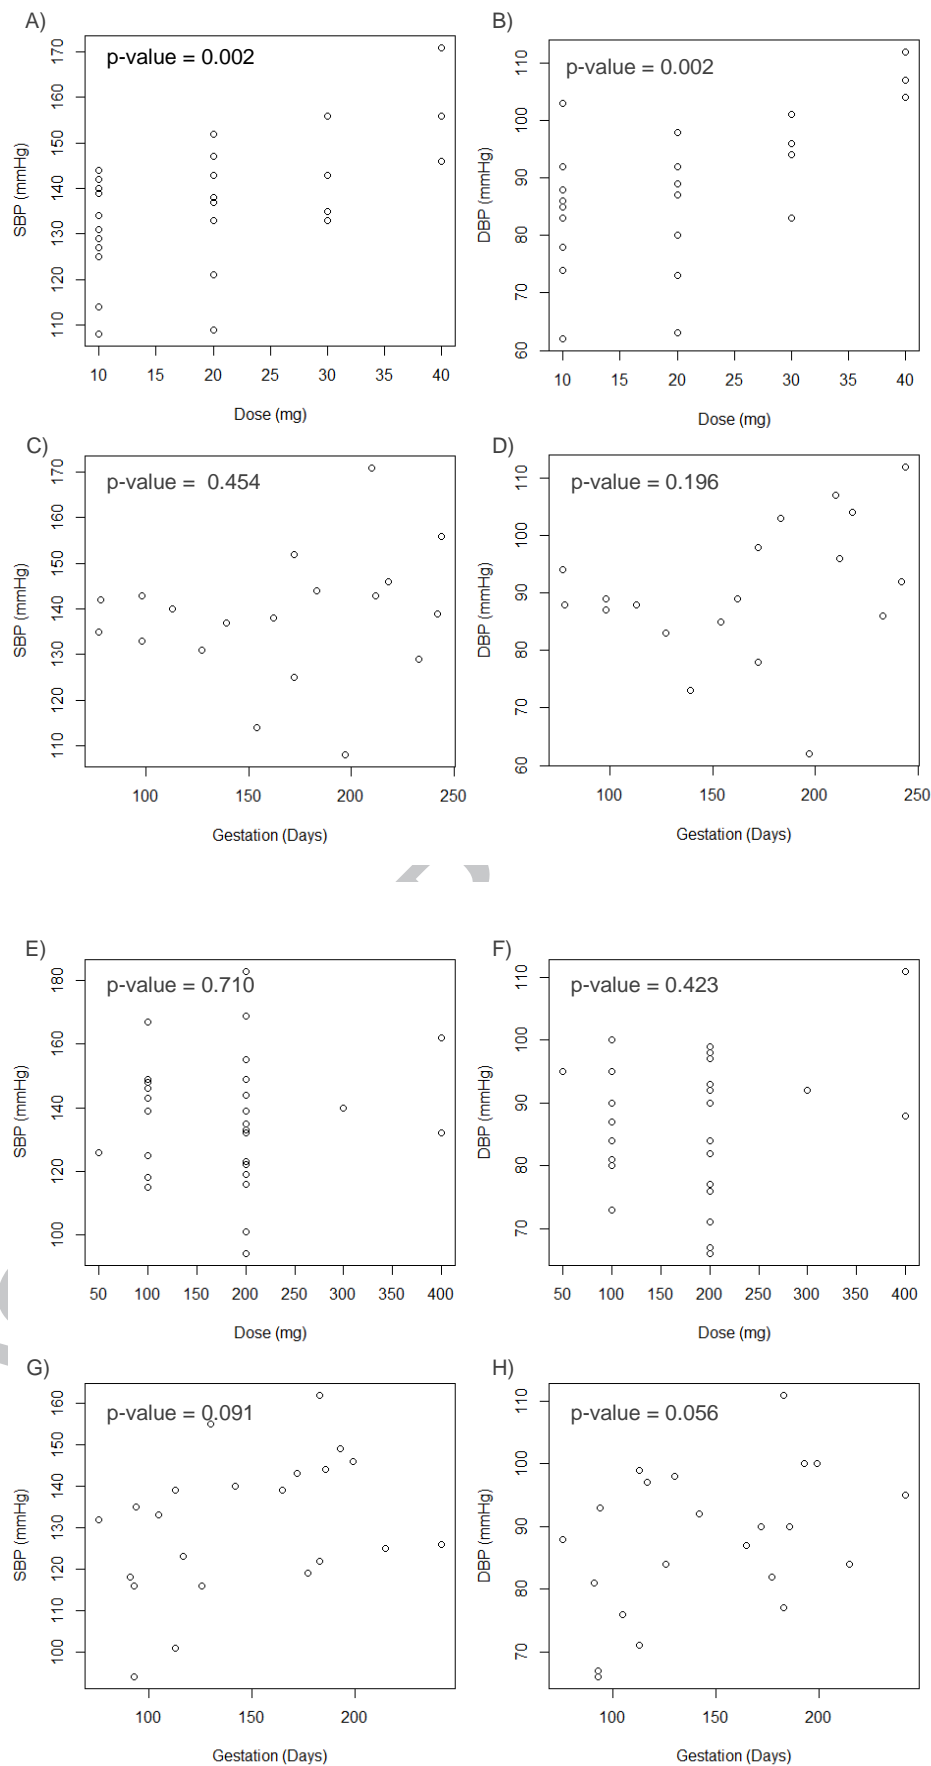 A)
p-value = 0.002
SBP (mmHg)
110 120 130 140 150 160 170
10 15 20 25 30 35 40
Dose (mg)
B)
p-value = 0.002
DBP (mmHg)
60 70 80 90 100 110
10 15 20 25 30 35 40
Dose (mg)
C)
p-value = 0.454
SBP (mmHg)
110 120 130 140 150 160 170
100 150 200 250
Gestation (Days)
D)
p-value = 0.196
DBP (mmHg)
60 70 80 90 100 110
100 150 200 250
Gestation (Days)
E)
p-value = 0.710
SBP (mmHg)
100 120 140 160 180
50 100 150 200 250 300 350 400
Dose (mg)
F)
p-value = 0.423
DBP (mmHg)
70 80 90 100 110
50 100 150 200 250 300 350 400
Dose (mg)
G)
p-value = 0.091
SBP (mmHg)
100 110 120 130 140 150 160
100 150 200
Gestation (Days)
H)
p-value = 0.056
DBP (mmHg)
70 80 90 100 110
100 150 200
Gestation (Days)